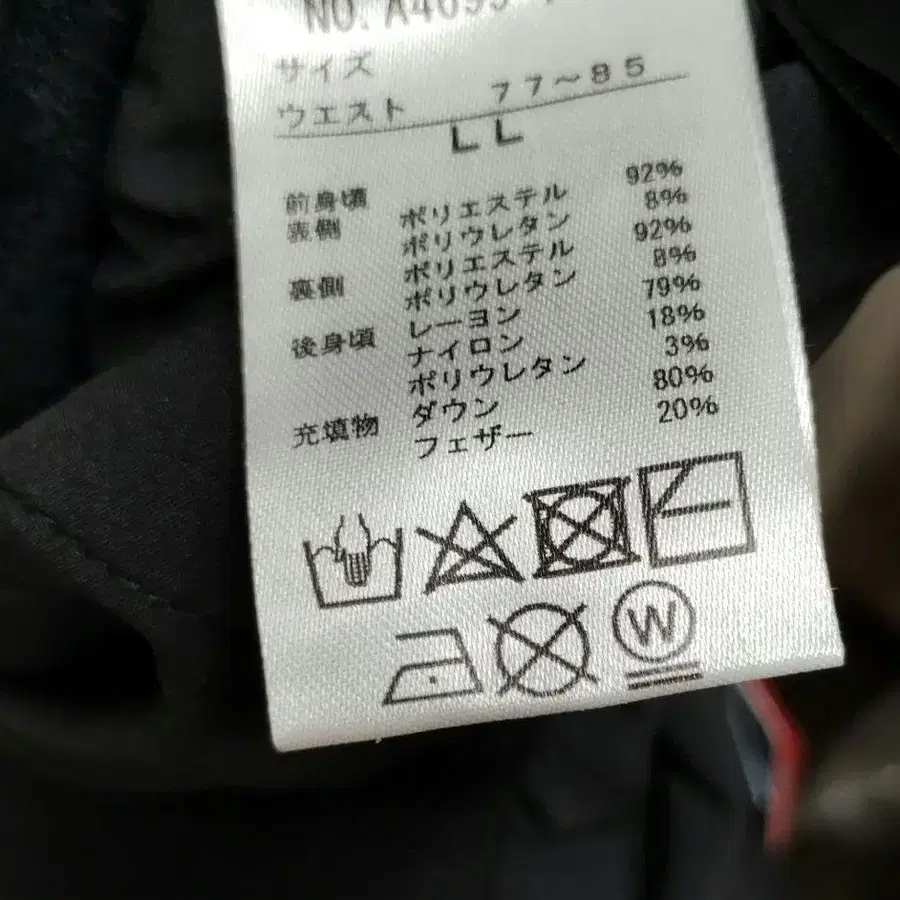 サイズ
ウエスト 77～85
LL
前身頃
表側 ポリエステル 92%
ポリウレタン 8%
裏側 ポリエステル 92%
ポリウレタン 8%
後身頃 レーヨン 79%
ナイロン 18%
ポリウレタン 3%
充填物 ダウン 80%
フェザー 20%
W